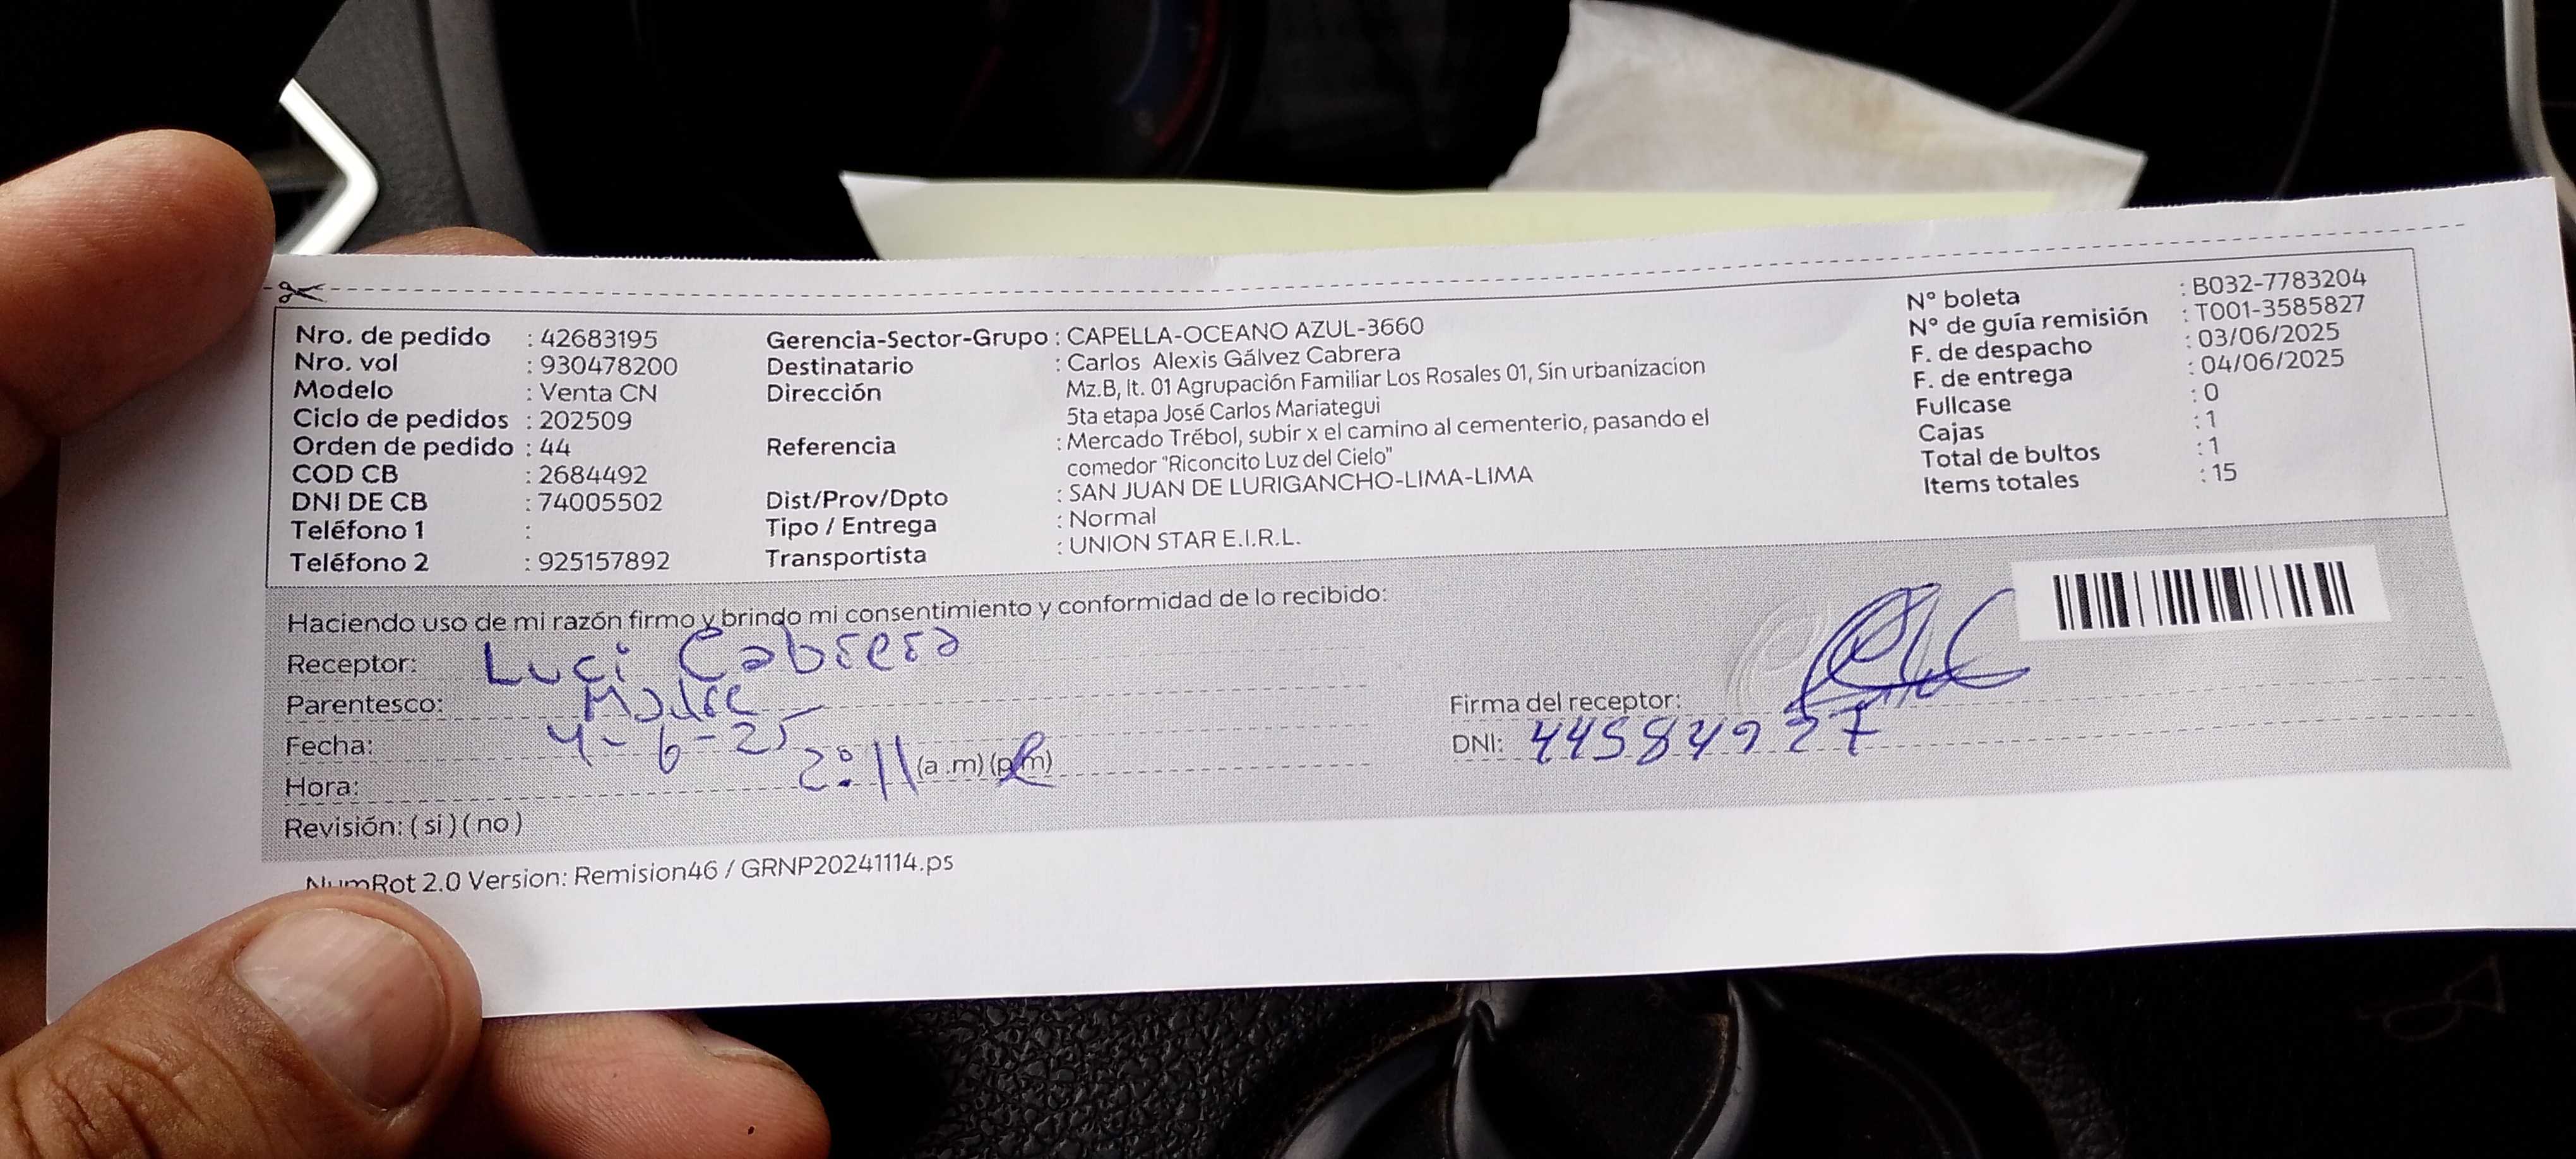 Nro. de pedido : 42683195
Nro. vol : 930478200
Modelo : Venta CN
Ciclo de pedidos : 202509
Orden de pedido : 44
COD CB : 2684492
DNI DE CB : 74005502
Teléfono 1 :
Teléfono 2 : 925157892
Gerencia-Sector-Grupo : CAPELLA-OCEANO AZUL-3660
Destinatario : Carlos Alexis Gálvez Cabrera
Dirección Mz.B, lt. 01 Agrupación Familiar Los Rosales 01, Sin urbanizacion
5ta etapa José Carlos Mariategui
Referencia : Mercado Trébol, subir x el camino al cementerio, pasando el
comedor "Riconcito Luz del Cielo"
Dist/Prov/Dpto : SAN JUAN DE LURIGANCHO-LIMA-LIMA
Tipo / Entrega : Normal
Transportista : UNION STAR E.I.R.L.
N° boleta : B032-7783204
N° de guía remisión : T001-3585827
F. de despacho : 03/06/2025
F. de entrega : 04/06/2025
Fullcase : 0
Cajas : 1
Total de bultos : 1
Items totales : 15
Haciendo uso de mi razón firmo y brindo mi consentimiento y conformidad de lo recibido:
Receptor: Luci Cabrera
Parentesco: Madre
Fecha: 4-6-25
Hora: 2:11 (a.m) (p.m)
Revisión: ( si ) ( no )
Firma del receptor:
DNI: 44584927
NumRot 2.0 Version: Remision46 / GRNP20241114.ps